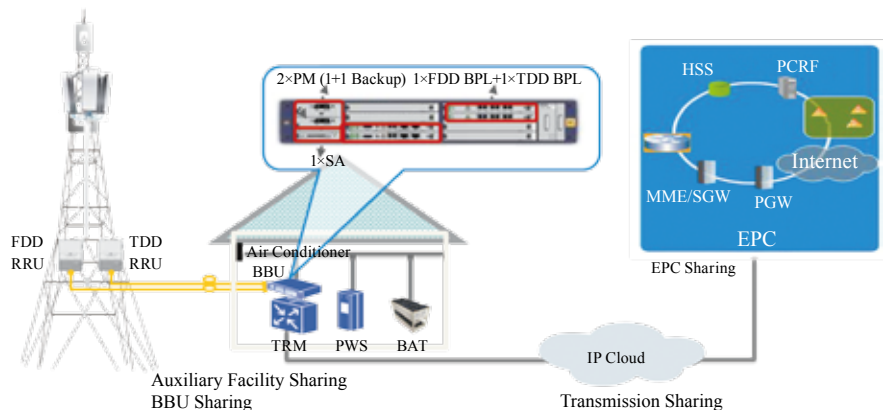 2×PM (1+1 Backup) 1×FDD BPL+1×TDD BPL
1×SA
HSS
PCRF
Internet
MME/SGW
PGW
EPC
EPC Sharing
FDD
RRU
TDD
RRU
Air Conditioner
BBU
TRM
PWS
BAT
IP Cloud
Auxiliary Facility Sharing
BBU Sharing
Transmission Sharing